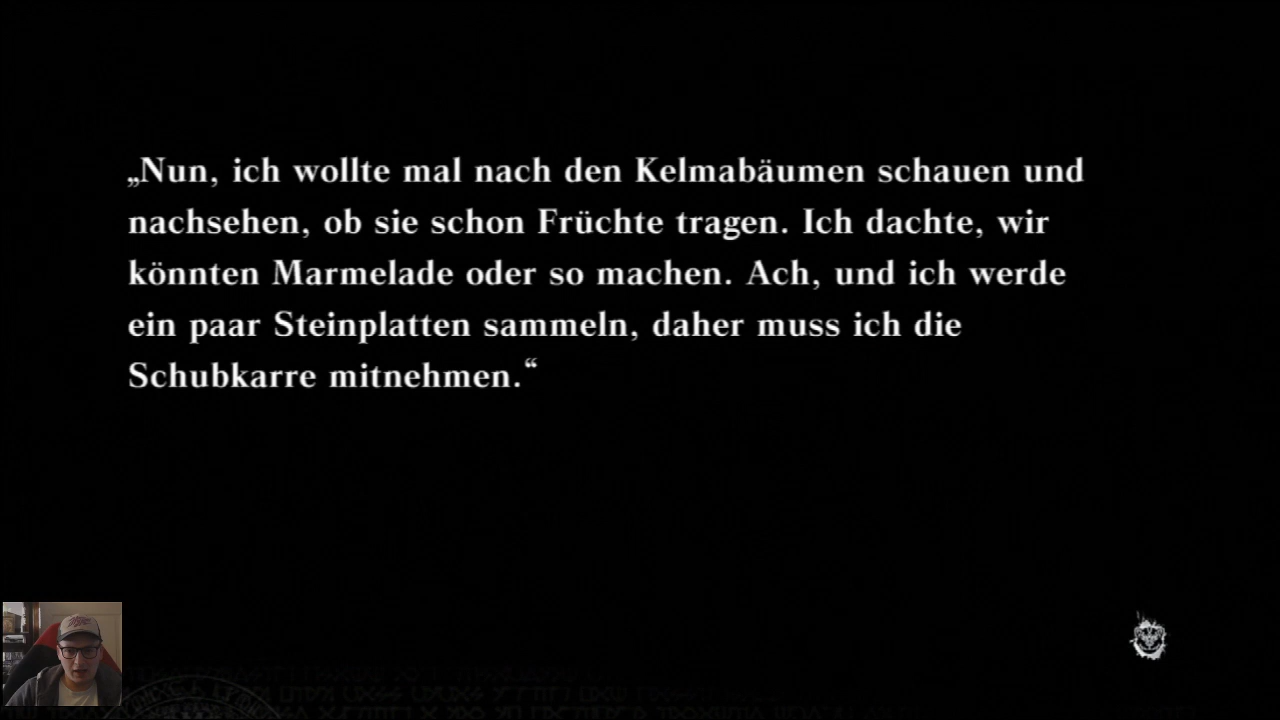 „Nun, ich wollte mal nach den Kelmabäumen schauen und
nachsehen, ob sie schon Früchte tragen. Ich dachte, wir
könnten Marmelade oder so machen. Ach, und ich werde
ein paar Steinplatten sammeln, daher muss ich die
Schubkarre mitnehmen.“